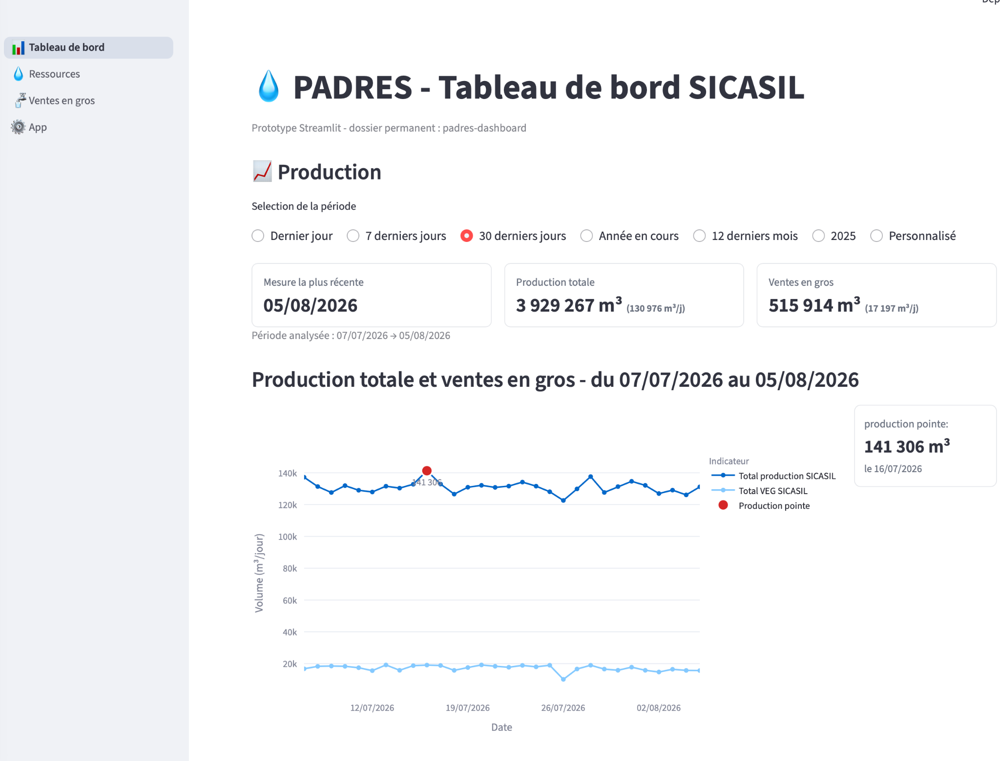 Tableau de bord
Ressources
Ventes en gros
App
PADRES - Tableau de bord SICASIL
Prototype Streamlit - dossier permanent : padres-dashboard
Production
Selection de la période
Dernier jour 7 derniers jours 30 derniers jours Année en cours 12 derniers mois 2025 Personnalisé
Mesure la plus récente
05/08/2026
Production totale
3 929 267 m³ (130 976 m³/j)
Ventes en gros
515 914 m³ (17 197 m³/j)
Période analysée : 07/07/2026 → 05/08/2026
Production totale et ventes en gros - du 07/07/2026 au 05/08/2026
production pointe:
141 306 m³
le 16/07/2026
Indicateur
Total production SICASIL
Total VEG SICASIL
Production pointe
141 306
140k
120k
100k
80k
60k
40k
20k
Volume (m³/jour)
12/07/2026 19/07/2026 26/07/2026 02/08/2026
Date